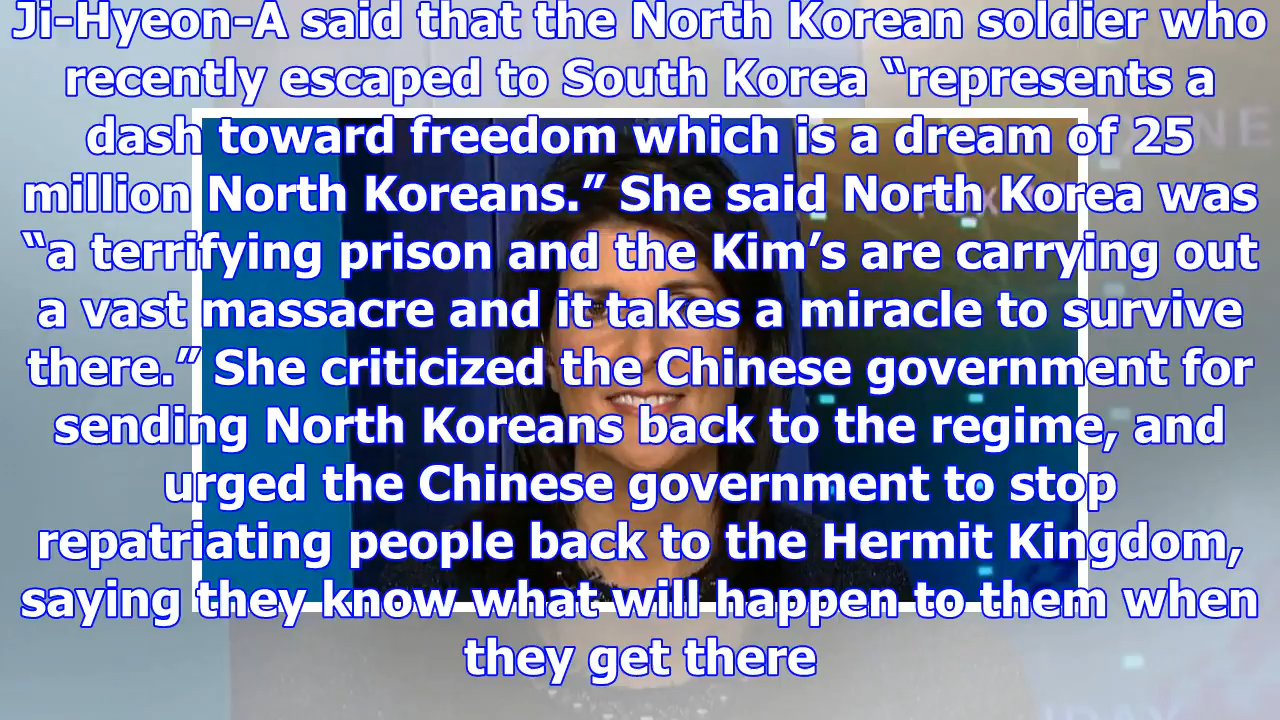 Ji-Hyeon-A said that the North Korean soldier who
recently escaped to South Korea “represents a
dash toward freedom which is a dream of 25
million North Koreans.” She said North Korea was
“a terrifying prison and the Kim’s are carrying out
a vast massacre and it takes a miracle to survive
there.” She criticized the Chinese government for
sending North Koreans back to the regime, and
urged the Chinese government to stop
repatriating people back to the Hermit Kingdom,
saying they know what will happen to them when
they get there